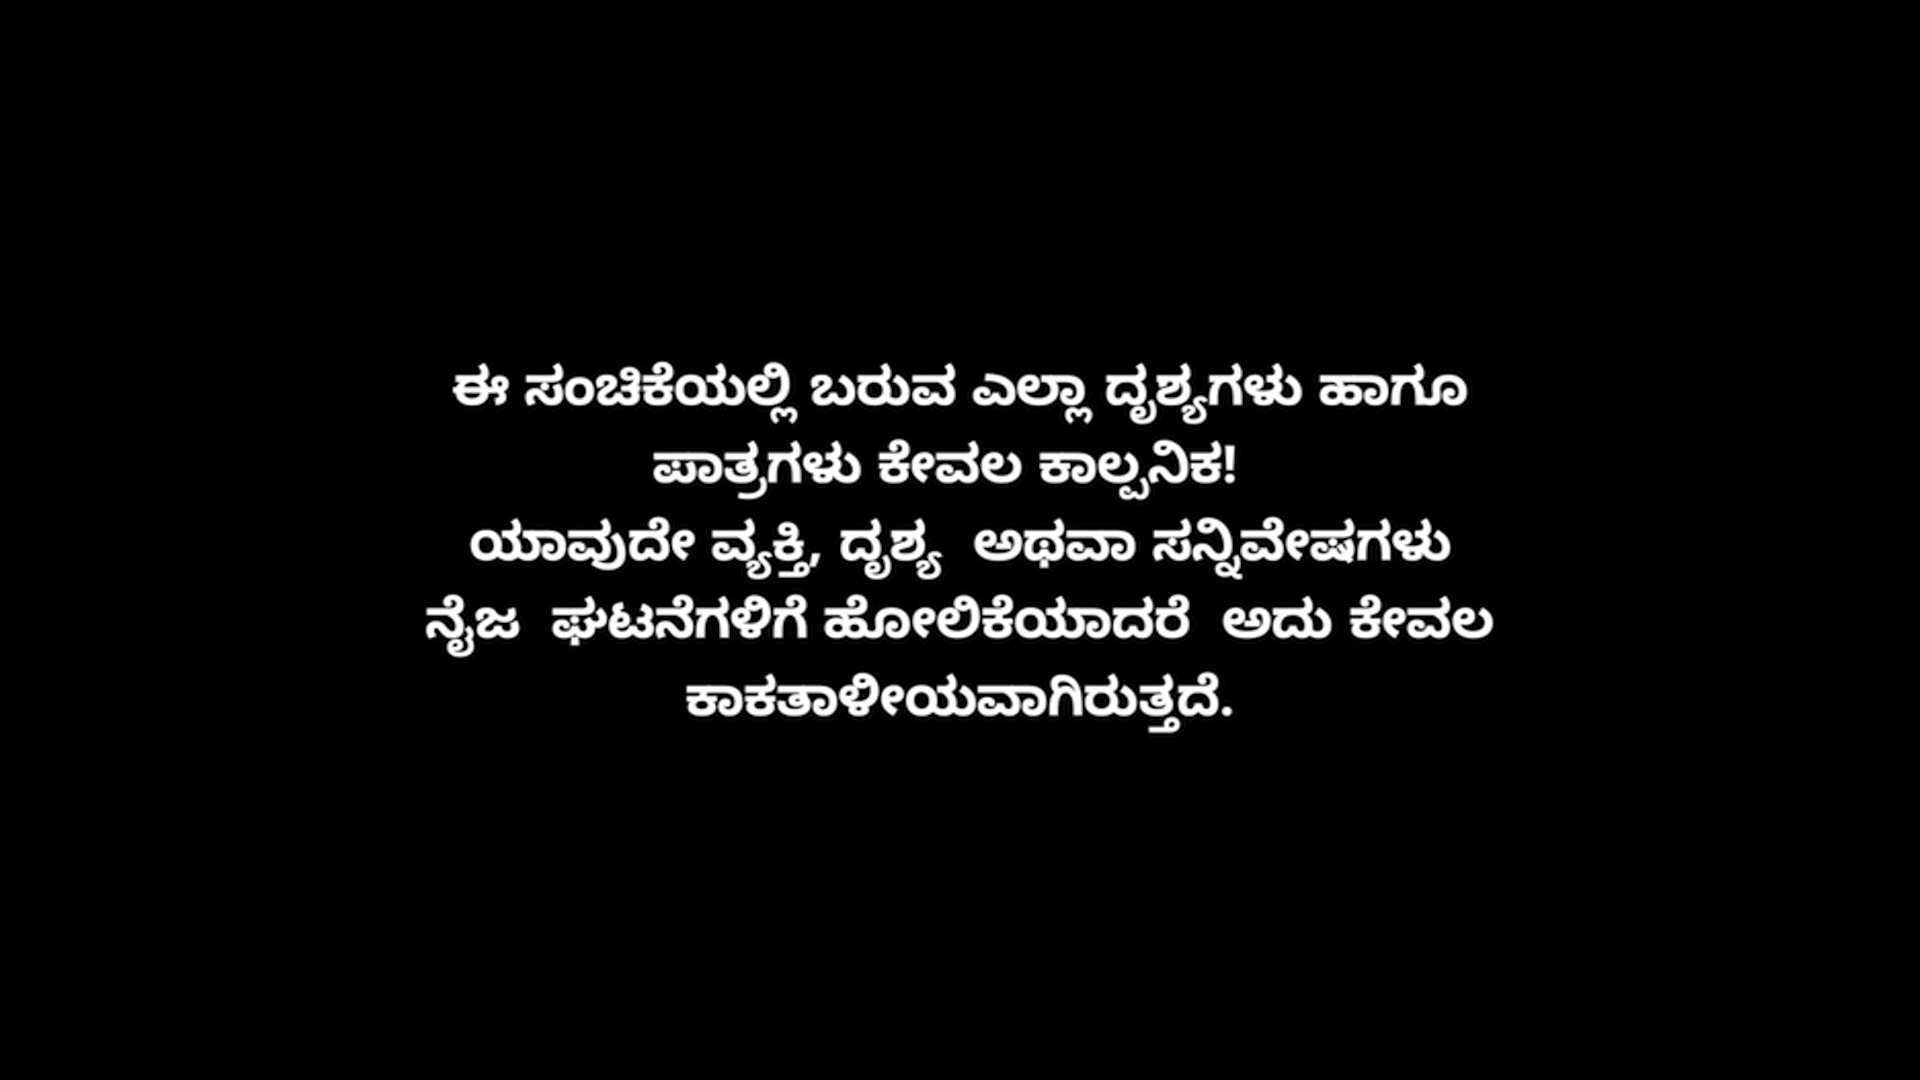 ಈ ಸಂಚಿಕೆಯಲ್ಲಿ ಬರುವ ಎಲ್ಲಾ ದೃಶ್ಯಗಳು ಹಾಗೂ
ಪಾತ್ರಗಳು ಕೇವಲ ಕಾಲ್ಪನಿಕ!
ಯಾವುದೇ ವ್ಯಕ್ತಿ, ದೃಶ್ಯ ಅಥವಾ ಸನ್ನಿವೇಷಗಳು
ನೈಜ ಘಟನೆಗಳಿಗೆ ಹೋಲಿಕೆಯಾದರೆ ಅದು ಕೇವಲ
ಕಾಕತಾಳೀಯವಾಗಿರುತ್ತದೆ.